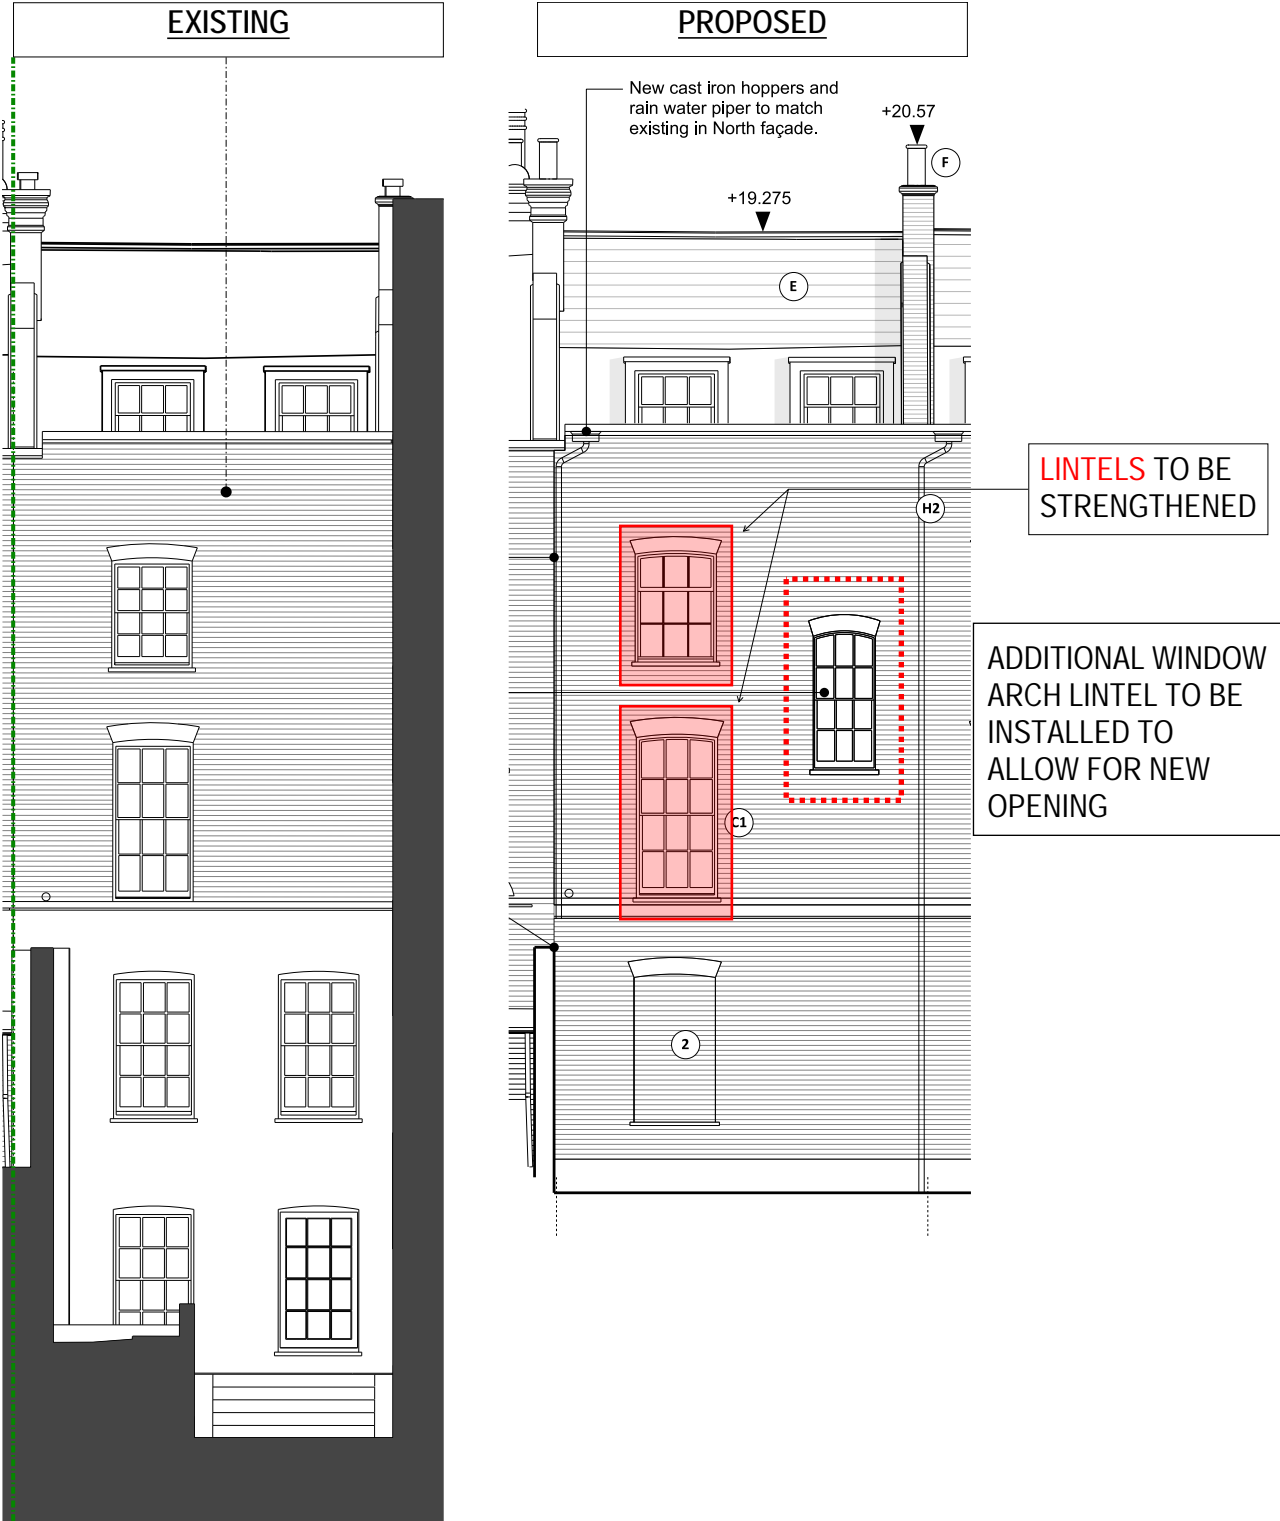 EXISTING
PROPOSED
New cast iron hoppers and
rain water piper to match
existing in North façade.
+20.57
F
+19.275
E
LINTELS TO BE
STRENGTHENED
H2
ADDITIONAL WINDOW
ARCH LINTEL TO BE
INSTALLED TO
ALLOW FOR NEW
OPENING
C1
2